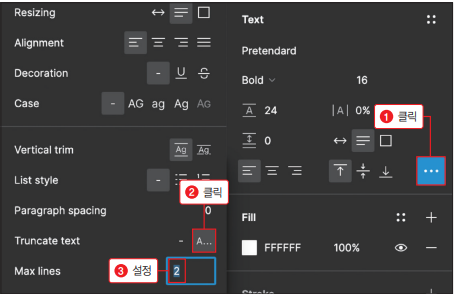 Resizing
Alignment
Decoration - U S
Case - AG ag Ag AG
Vertical trim Ag Ag
List style -
2 클릭
Paragraph spacing 0
Truncate text - A...
Max lines 3 설정 2
Text
Pretendard
Bold 16
A 24 |A| 0%
1 클릭
0
...
Fill
FFFFFF 100%